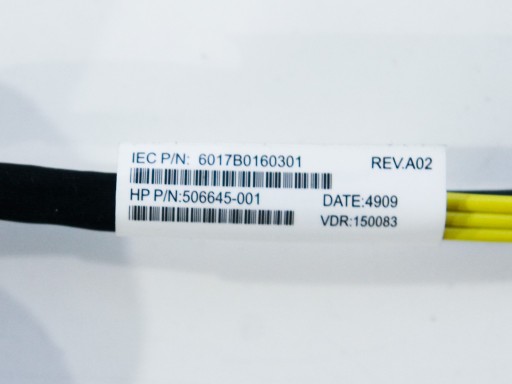 IEC P/N: 6017B0160301 REV.A02
HP P/N:506645-001 DATE:4909
VDR:150083